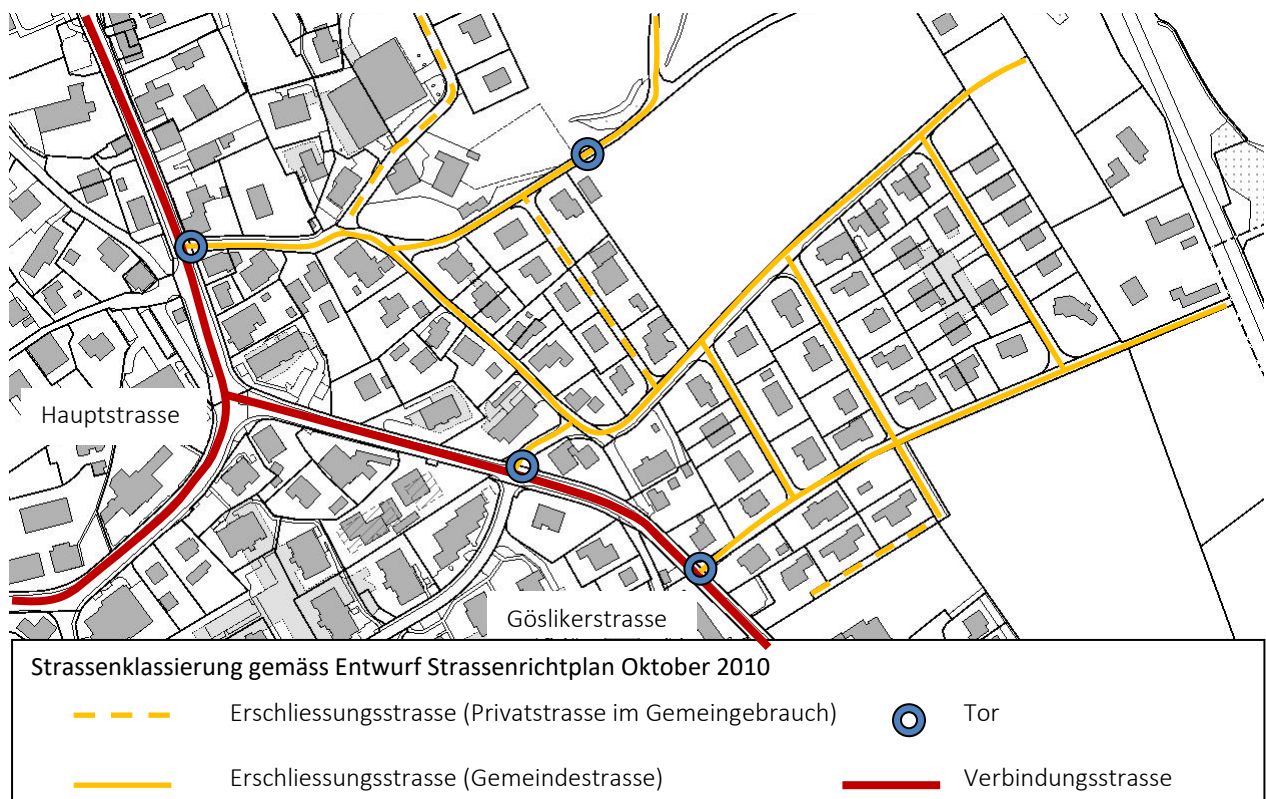 Hauptstrasse
Göslikerstrasse
Strassenklassierung gemäss Entwurf Strassenrichtplan Oktober 2010
Erschliessungsstrasse (Privatstrasse im Gemeingebrauch)
Tor
Erschliessungsstrasse (Gemeindestrasse)
Verbindungsstrasse